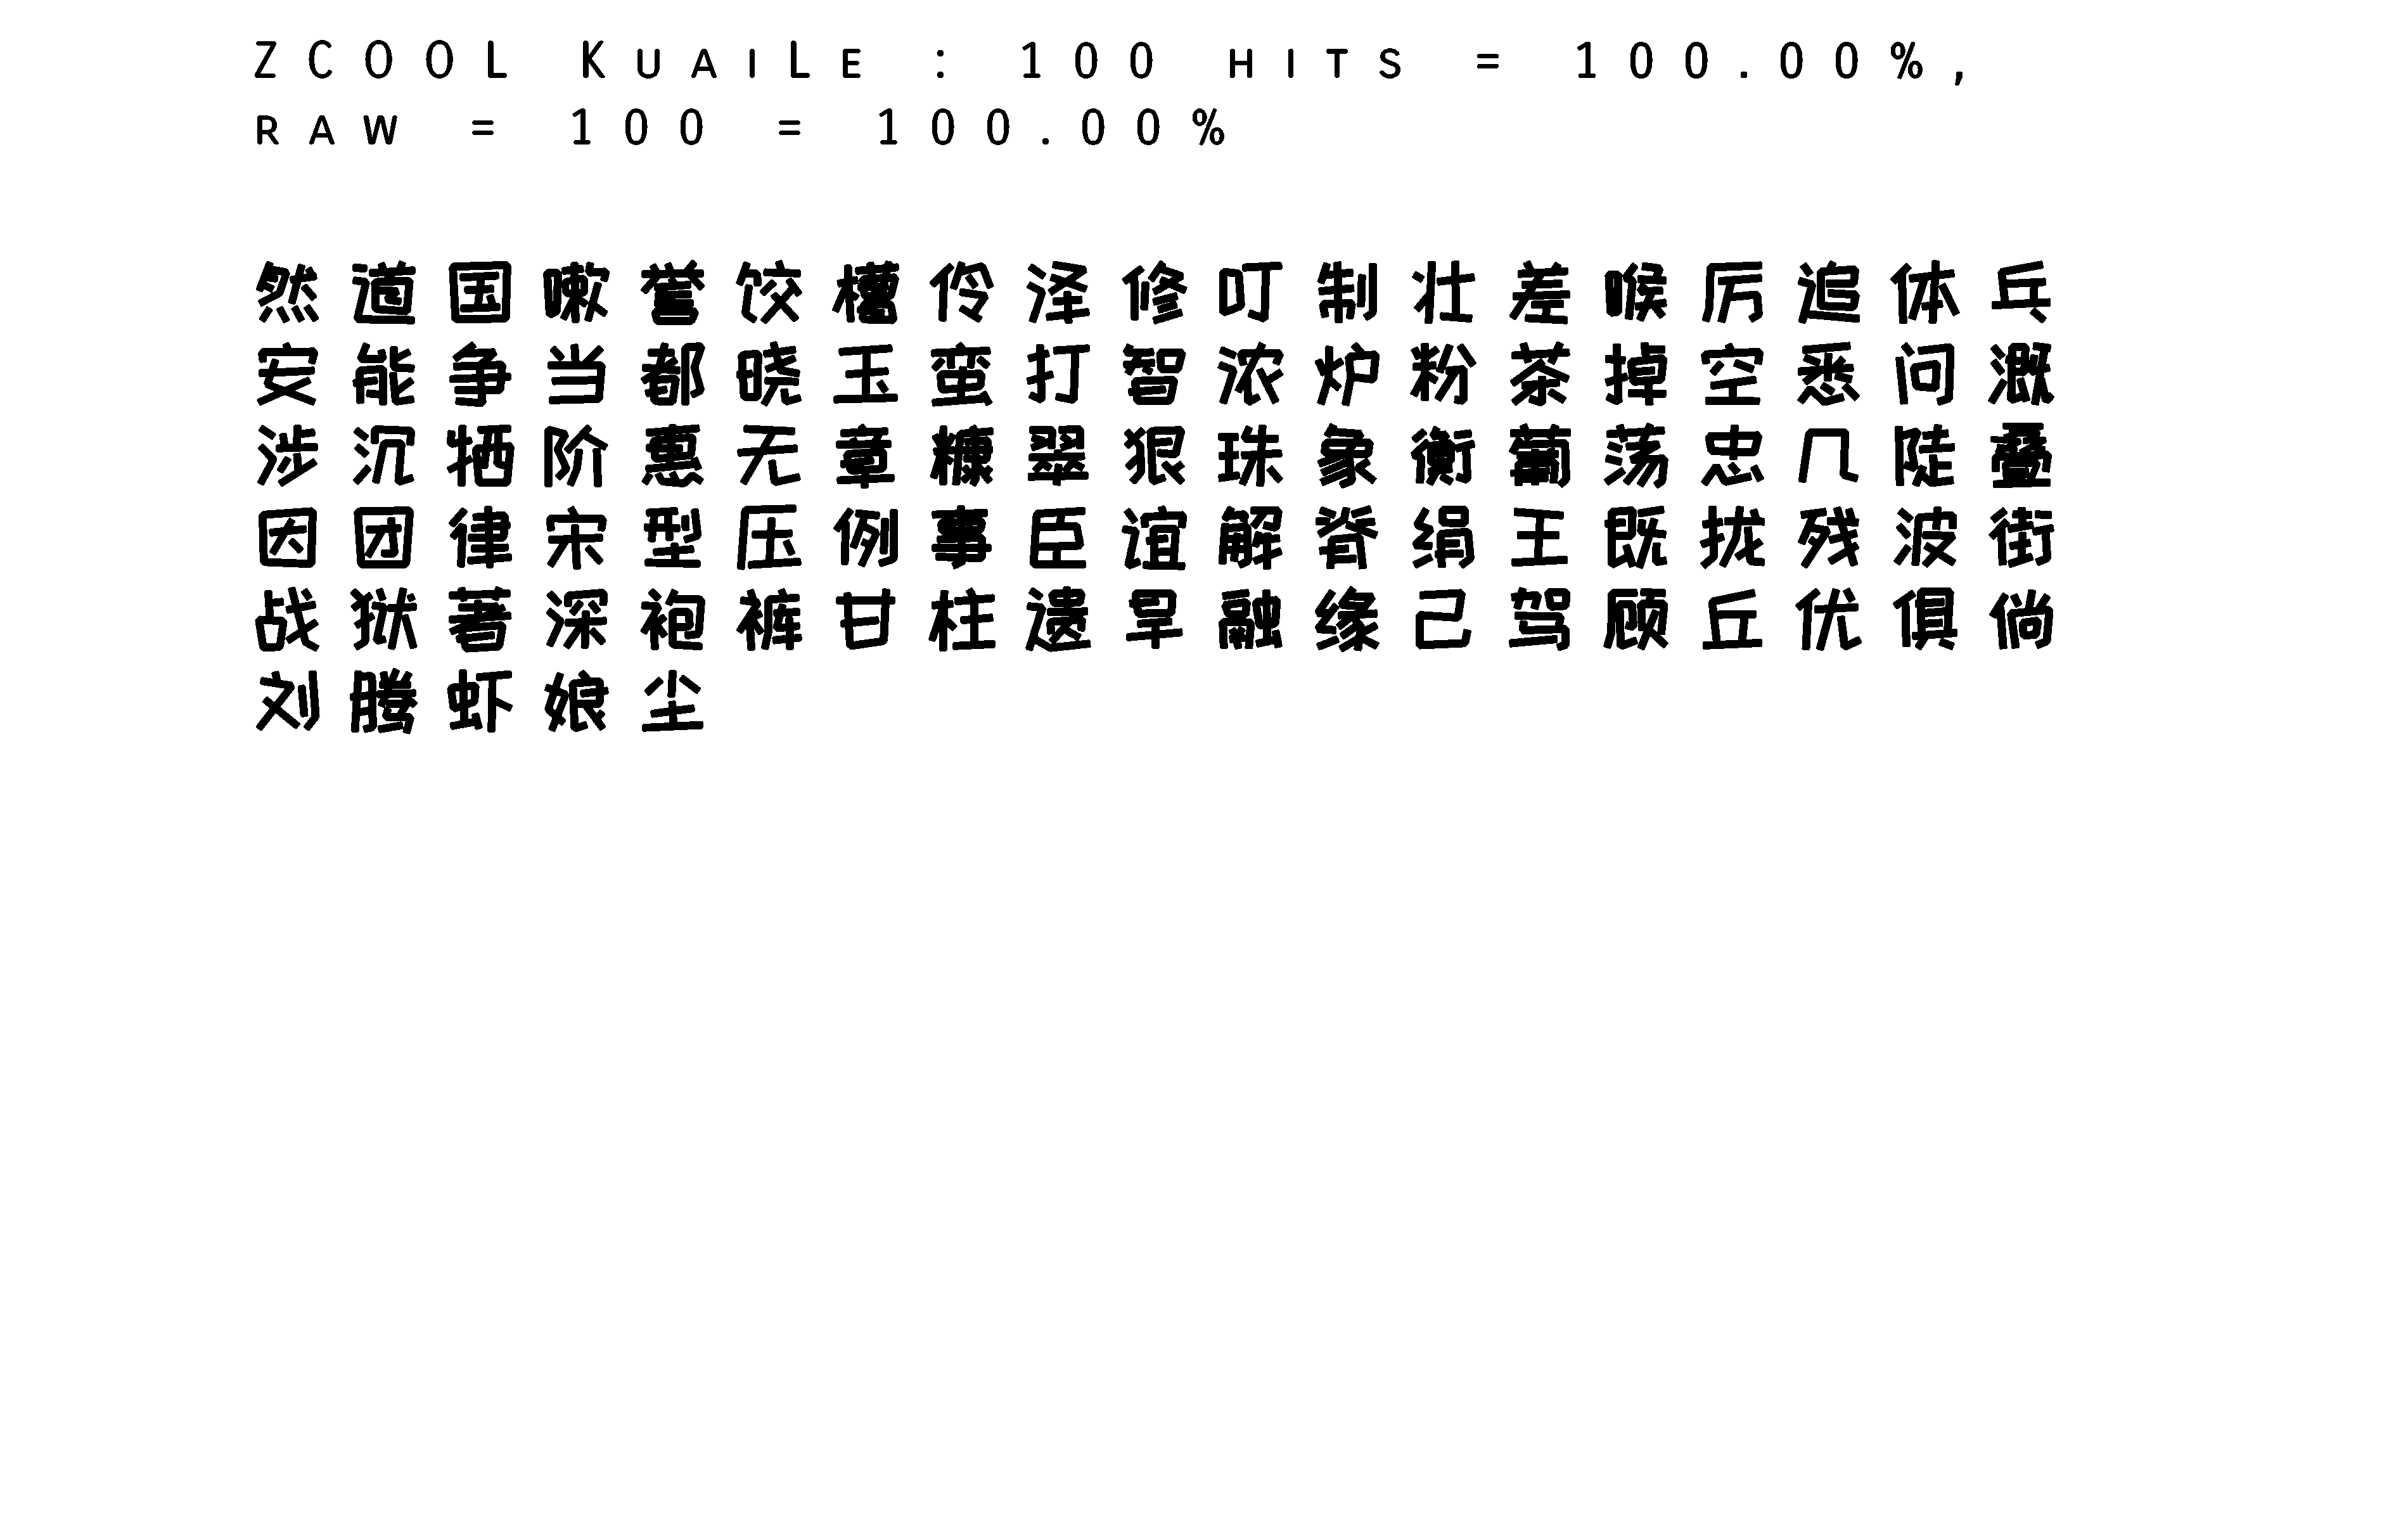 ZCOOL KuaiLe : 100 hits = 100.00%,
raw = 100 = 100.00%
然道国嗽誉饺槽伶泽修叮制壮差喉厉追体乒
安能争当都晓玉蛮打智浓炉粉茶掉空悉问溉
涉沉牺阶惠无章糠翠狠珠象衡葡荡忠几陡叠
因团律宋型压例事臣谊解脊绢王既拢残波街
战狱著深袍裤甘柱遗旱融缘己驾顾丘优俱倘
刘腾虾娘尘